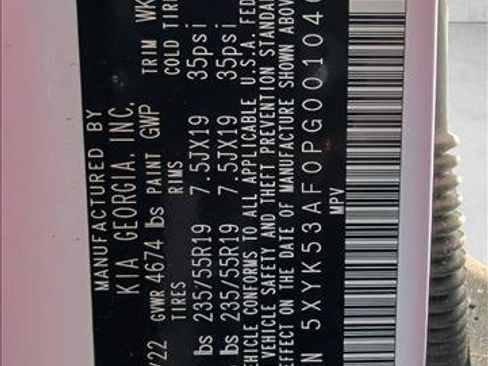 MANUFACTURED BY
KIA GEORGIA, INC.
/22 GVWR 4674 lbs PAINT GWP TRIM WK
TIRES RIMS COLD TIRE
lbs 235/55R19 7.5JX19 35psi
lbs 235/55R19 7.5JX19 35psi
VEHICLE CONFORMS TO ALL APPLICABLE U.S.A. FED
VEHICLE SAFETY AND THEFT PREVENTION STANDAR
EFFECT ON THE DATE OF MANUFACTURE SHOWN ABOV
N 5XYK53AF0PG00104
MPV